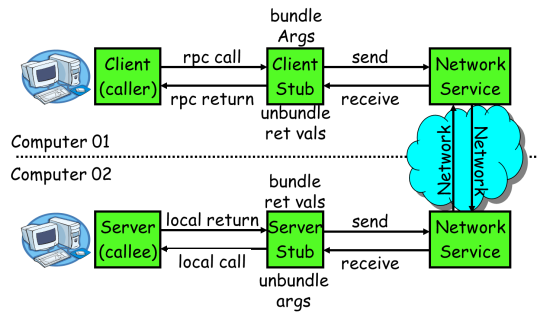 bundle
Args
Client
(caller)
rpc call
rpc return
Client
Stub
send
receive
Network
Service
unbundle
ret vals
Computer 01
Network
Network
Computer 02
bundle
ret vals
Server
(callee)
local return
local call
Server
Stub
send
receive
Network
Service
unbundle
args